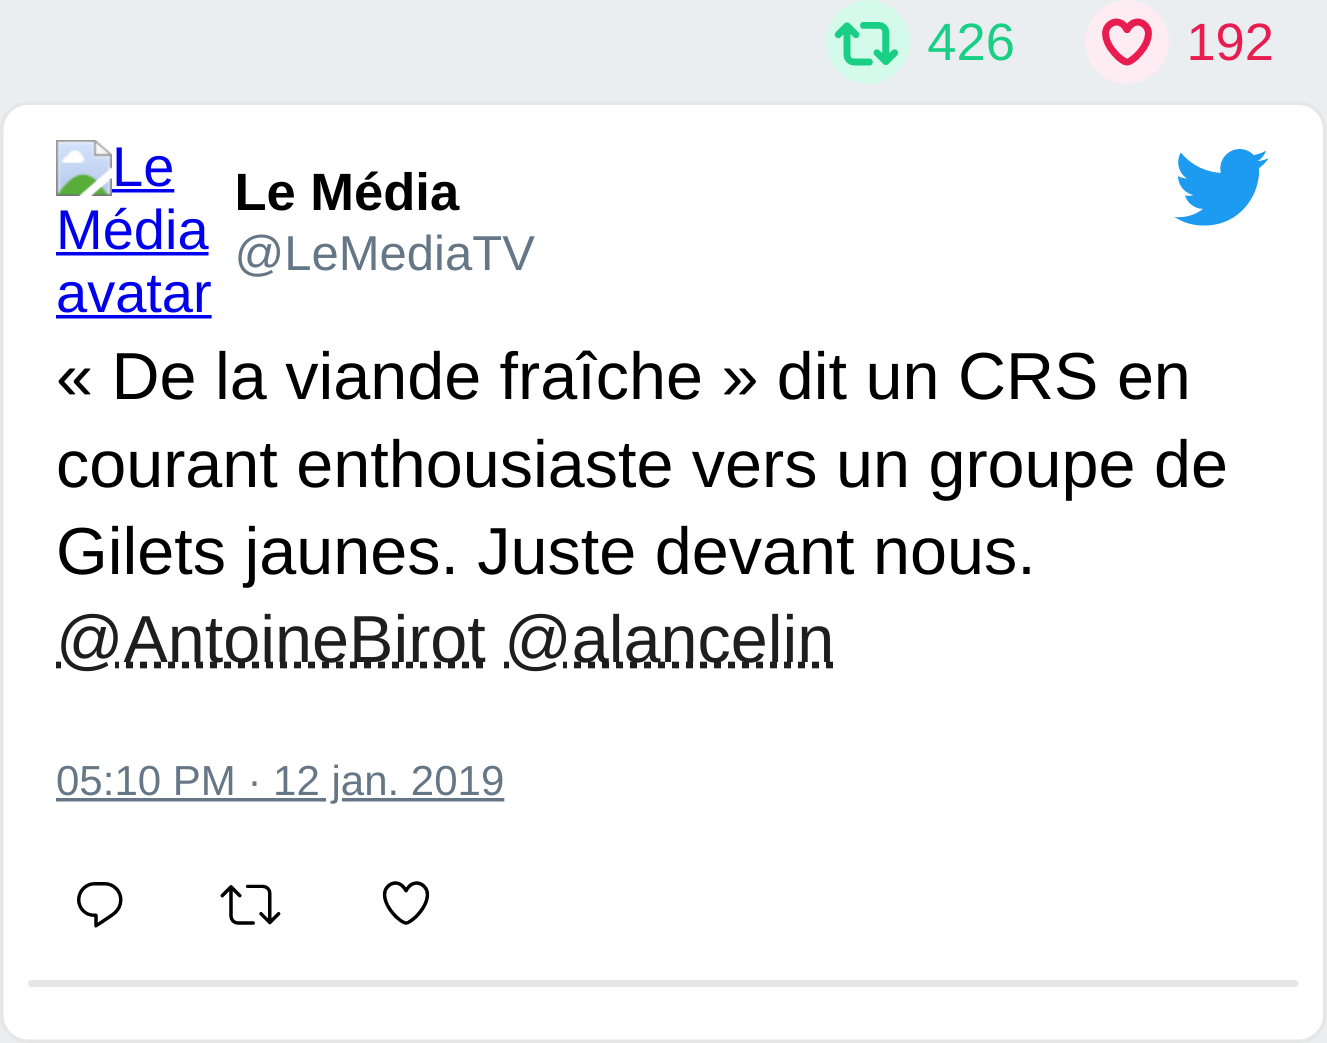 426 192
Le
Média
avatar
Le Média
@LeMediaTV
« De la viande fraîche » dit un CRS en
courant enthousiaste vers un groupe de
Gilets jaunes. Juste devant nous.
@AntoineBirot @alancelin
05:10 PM · 12 jan. 2019